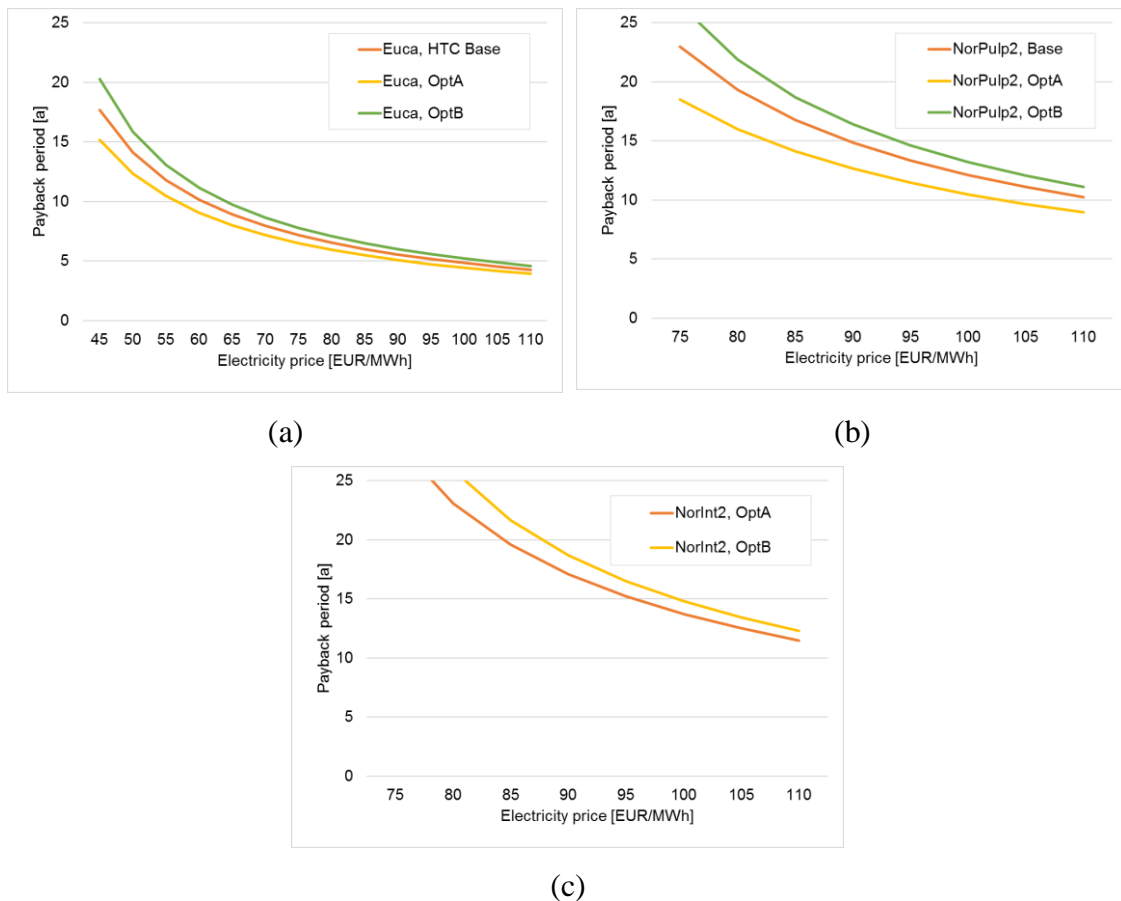 25
20
15
10
5
0
Payback period [a]
Euca, HTC Base
Euca, OptA
Euca, OptB
45 50 55 60 65 70 75 80 85 90 95 100 105 110
Electricity price [EUR/MWh]
(a)
25
20
15
10
5
0
Payback period [a]
NorPulp2, Base
NorPulp2, OptA
NorPulp2, OptB
75 80 85 90 95 100 105 110
Electricity price [EUR/MWh]
(b)
25
20
15
10
5
0
Payback period [a]
NorInt2, OptA
NorInt2, OptB
75 80 85 90 95 100 105 110
Electricity price [EUR/MWh]
(c)